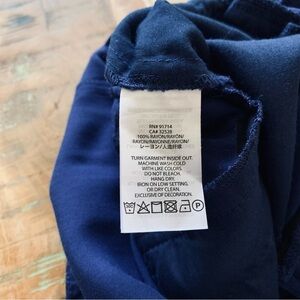 RN# 91714
CA# 32528
100% RAYON/RAYÓN/
RAYON/RAYONNE/RAYON/
レーヨン/人造纤维
TURN GARMENT INSIDE OUT.
MACHINE WASH COLD
WITH LIKE COLORS.
DO NOT BLEACH.
HANG DRY.
IRON ON LOW SETTING.
OR DRY CLEAN.
EXCLUSIVE OF DECORATION.
P